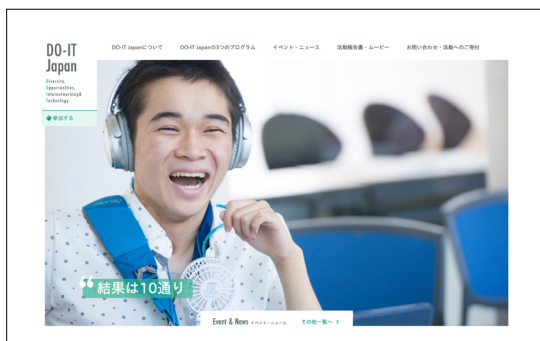 DO-IT
Japan
Diversity,
Opportunities,
Internetworking&
Technology
参加する
DO-IT Japanについて DO-IT Japanの3つのプログラム イベント・ニュース 活動報告書・ムービー お問い合わせ・活動へのご寄付
“結果は10通り
Event & News イベント・ニュース その他一覧へ >